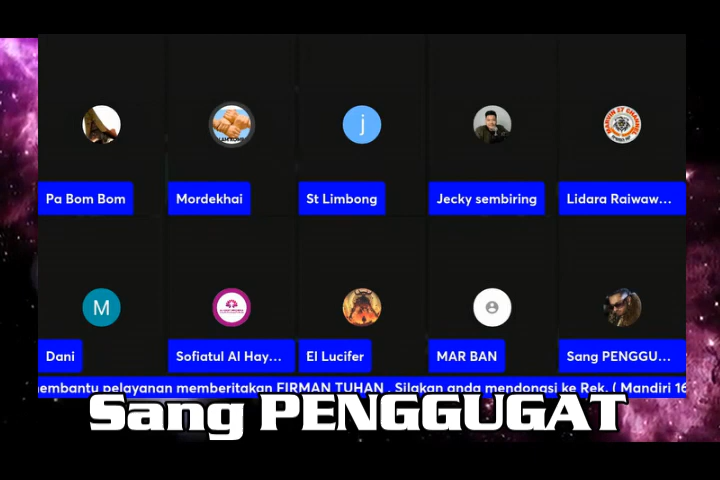 Pa Bom Bom
Mordekhai
j
St Limbong
Jecky sembiring
Lidara Raiwaw...
M
Dani
Sofiatul Al Hay...
El Lucifer
MAR BAN
Sang PENGGU...
embantu pelayanan memberitakan FIRMAN TUHAN . Silakan anda mendonasi ke Rek. ( Mandiri 16
Sang PENGGUGAT